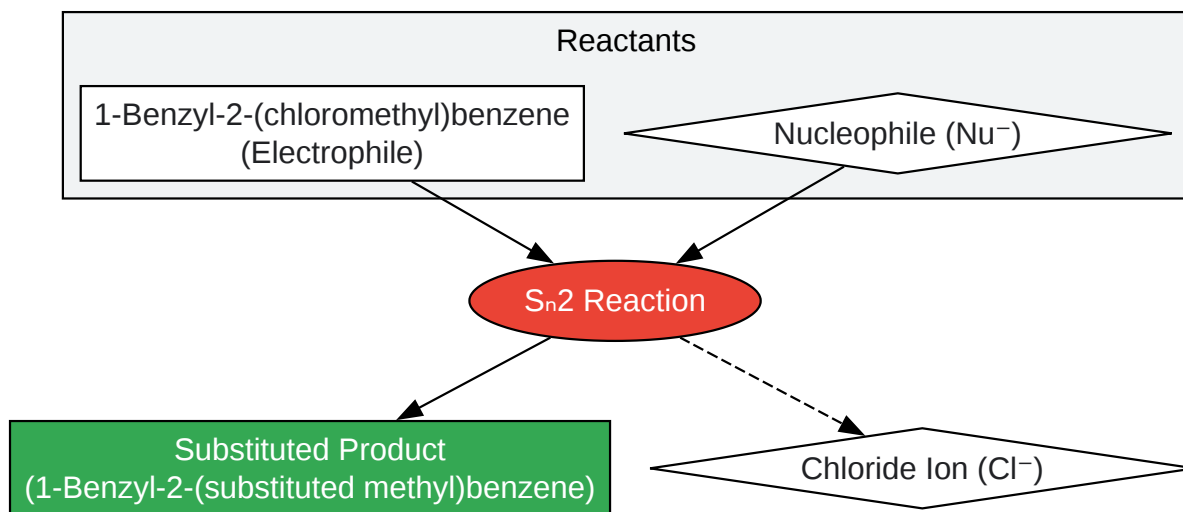 Reactants
1-Benzyl-2-(chloromethyl)benzene
(Electrophile)
Nucleophile (Nu⁻)
Sₙ2 Reaction
Substituted Product
(1-Benzyl-2-(substituted methyl)benzene)
Chloride Ion (Cl⁻)